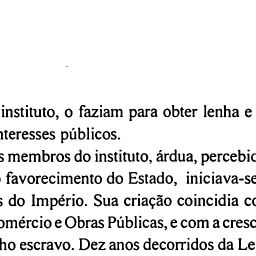 instituto, o faziam para obter lenha e
nteresses públicos.
s membros do instituto, árdua, percebid
favorecimento do Estado, iniciava-se
s do Império. Sua criação coincidia co
omércio e Obras Públicas, e com a cresc
ho escravo. Dez anos decorridos da Le